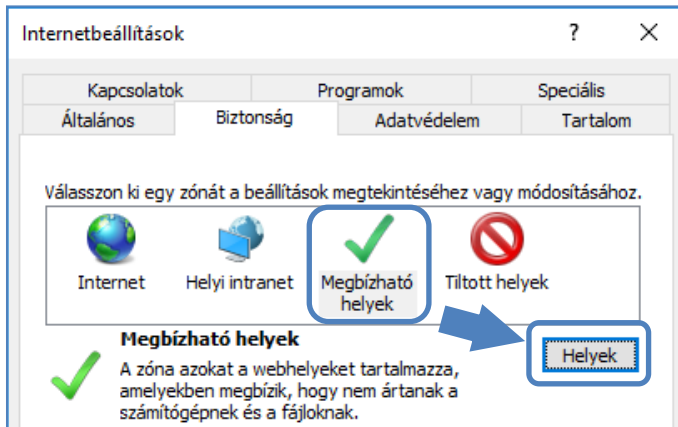 Internetbeállítások ?
Kapcsolatok Programok Speciális
Általános Biztonság Adatvédelem Tartalom
Válasszon ki egy zónát a beállítások megtekintéséhez vagy módosításához.
Internet Helyi intranet Megbízható Tiltott helyek
helyek
Megbízható helyek
Helyek
A zóna azokat a webhelyeket tartalmazza,
amelyekben megbízik, hogy nem ártanak a
számítógépnek és a fájloknak.